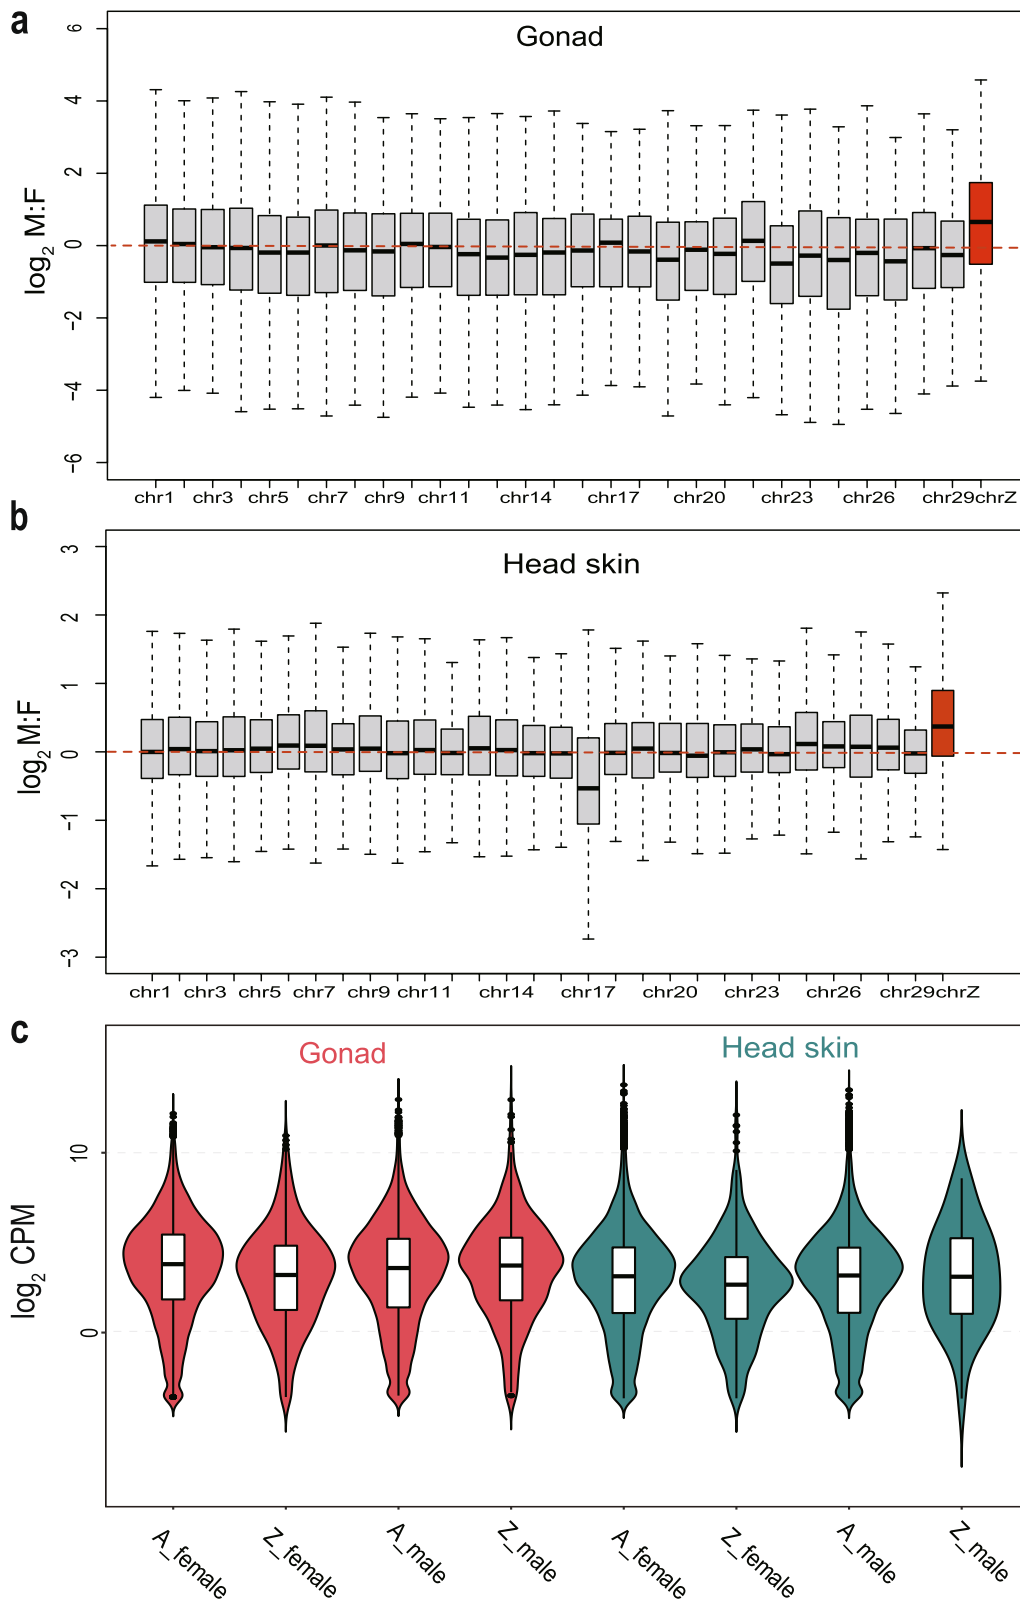 a
Gonad
log2 M:F
6
4
2
0
-2
-4
-6
chr1 chr3 chr5 chr7 chr9 chr11 chr14 chr17 chr20 chr23 chr26 chr29 chrZ
b
Head skin
log2 M:F
3
2
1
0
-1
-2
-3
chr1 chr3 chr5 chr7 chr9 chr11 chr14 chr17 chr20 chr23 chr26 chr29 chrZ
c
Gonad Head skin
log2 CPM
10
0
A_female Z_female A_male Z_male A_female Z_female A_male Z_male